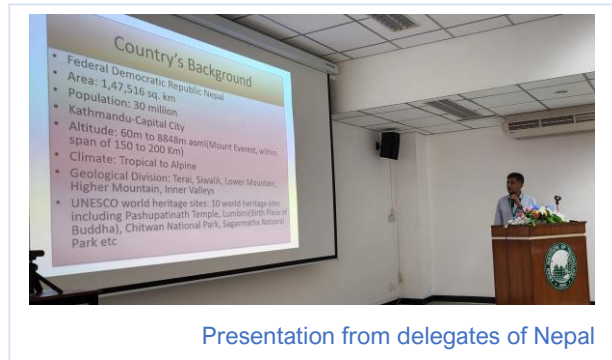 Country's Background
• Federal Democratic Republic Nepal
• Area: 1,47,516 sq. km
• Population: 30 million
• Kathmandu-Capital City
• Altitude: 60m to 8848m asml(Mount Everest, within
span of 150 to 200 Km)
• Climate: Tropical to Alpine
• Geological Division: Terai, Siwalik, Lower Mountain,
Higher Mountain, Inner Valleys
• UNESCO world heritage sites: 10 world heritage sites
including Pashupatinath Temple, Lumbini(Birth Place of
Buddha), Chitwan National Park, Sagarmatha National
Park etc
Presentation from delegates of Nepal